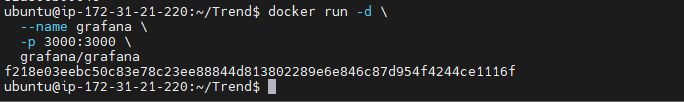 ubuntu@ip-172-31-21-220:~/Trend$ docker run -d \
  --name grafana \
  -p 3000:3000 \
  grafana/grafana
f218e03eebc50c83e78c23ee88844d813802289e6e846c87d954f4244ce1116f
ubuntu@ip-172-31-21-220:~/Trend$